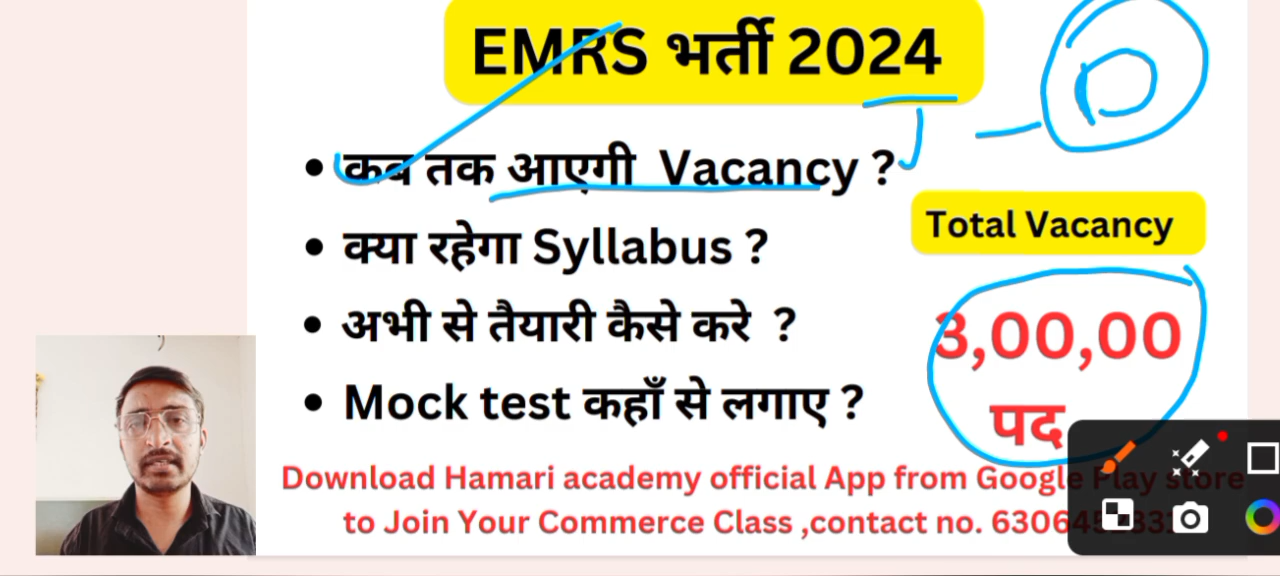 EMRS भर्ती 2024
• कब तक आएगी Vacancy ?
• क्या रहेगा Syllabus ?
• अभी से तैयारी कैसे करे ?
• Mock test कहाँ से लगाए ?
Total Vacancy
3,00,00
पद
Download Hamari academy official App from Google Play store
to Join Your Commerce Class ,contact no.